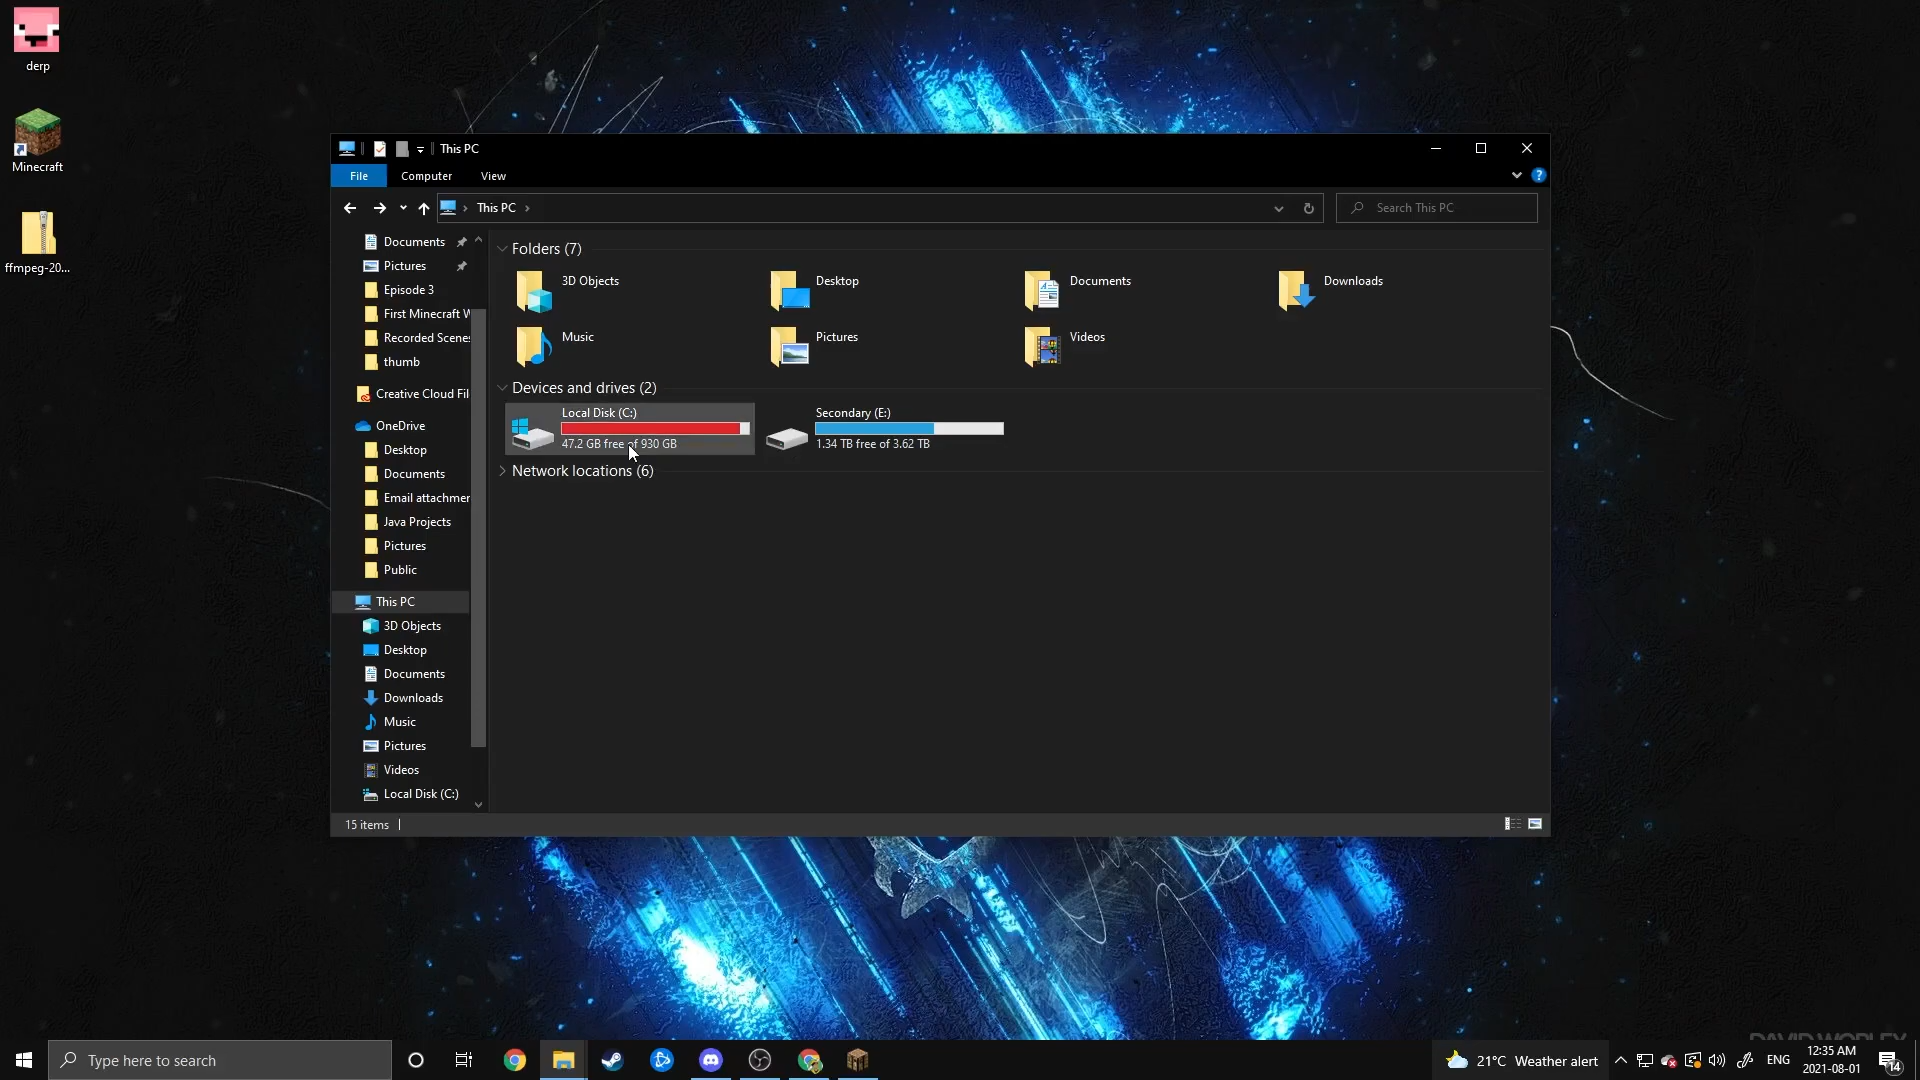 derp
Minecraft
ffmpeg-20...
This PC
File
Computer
View
This PC
Search This PC
Documents
Pictures
Episode 3
First Minecraft W
Recorded Scenes
thumb
Creative Cloud Fil
OneDrive
Desktop
Documents
Email attachmen
Java Projects
Pictures
Public
This PC
3D Objects
Desktop
Documents
Downloads
Music
Pictures
Videos
Local Disk (C:)
Folders (7)
3D Objects
Desktop
Documents
Downloads
Music
Pictures
Videos
Devices and drives (2)
Local Disk (C:)
47.2 GB free of 930 GB
Secondary (E:)
1.34 TB free of 3.62 TB
Network locations (6)
15 items
DAVID WORLEY
Type here to search
21°C Weather alert
ENG
12:35 AM
2021-08-01
14